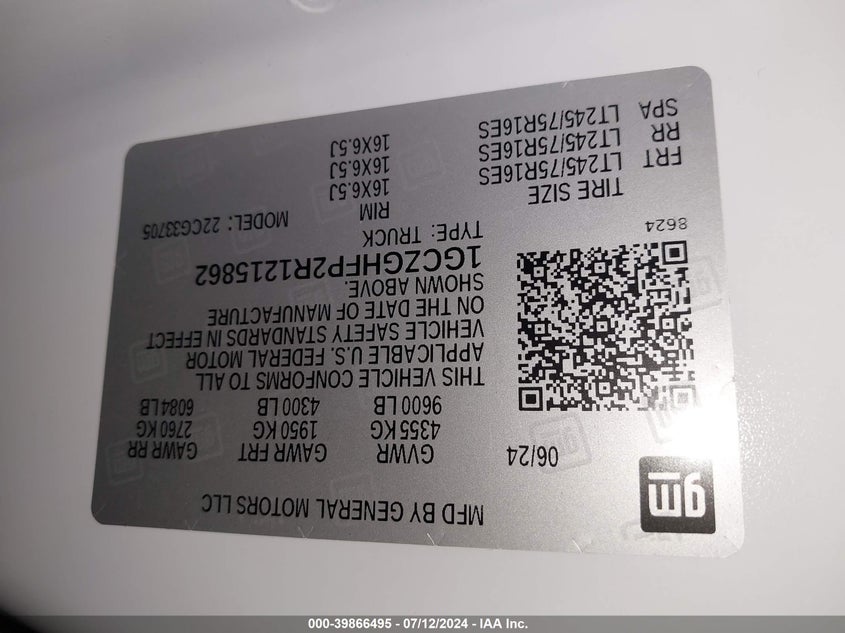 gm
MFD BY GENERAL MOTORS LLC
06/24
GVWR GAWR FRT GAWR RR
4355 KG 1950 KG 2760 KG
9600 LB 4300 LB 6084 LB
THIS VEHICLE CONFORMS TO ALL
APPLICABLE U.S. FEDERAL MOTOR
VEHICLE SAFETY STANDARDS IN EFFECT
ON THE DATE OF MANUFACTURE
SHOWN ABOVE.
1GCZGHFP2R1215862
8624
TYPE: TRUCK MODEL: 22CG33705
TIRE SIZE RIM
FRT LT245/75R16ES 16X6.5J
RR LT245/75R16ES 16X6.5J
SPA LT245/75R16ES 16X6.5J
000-39866495 - 07/12/2024 - IAA Inc.